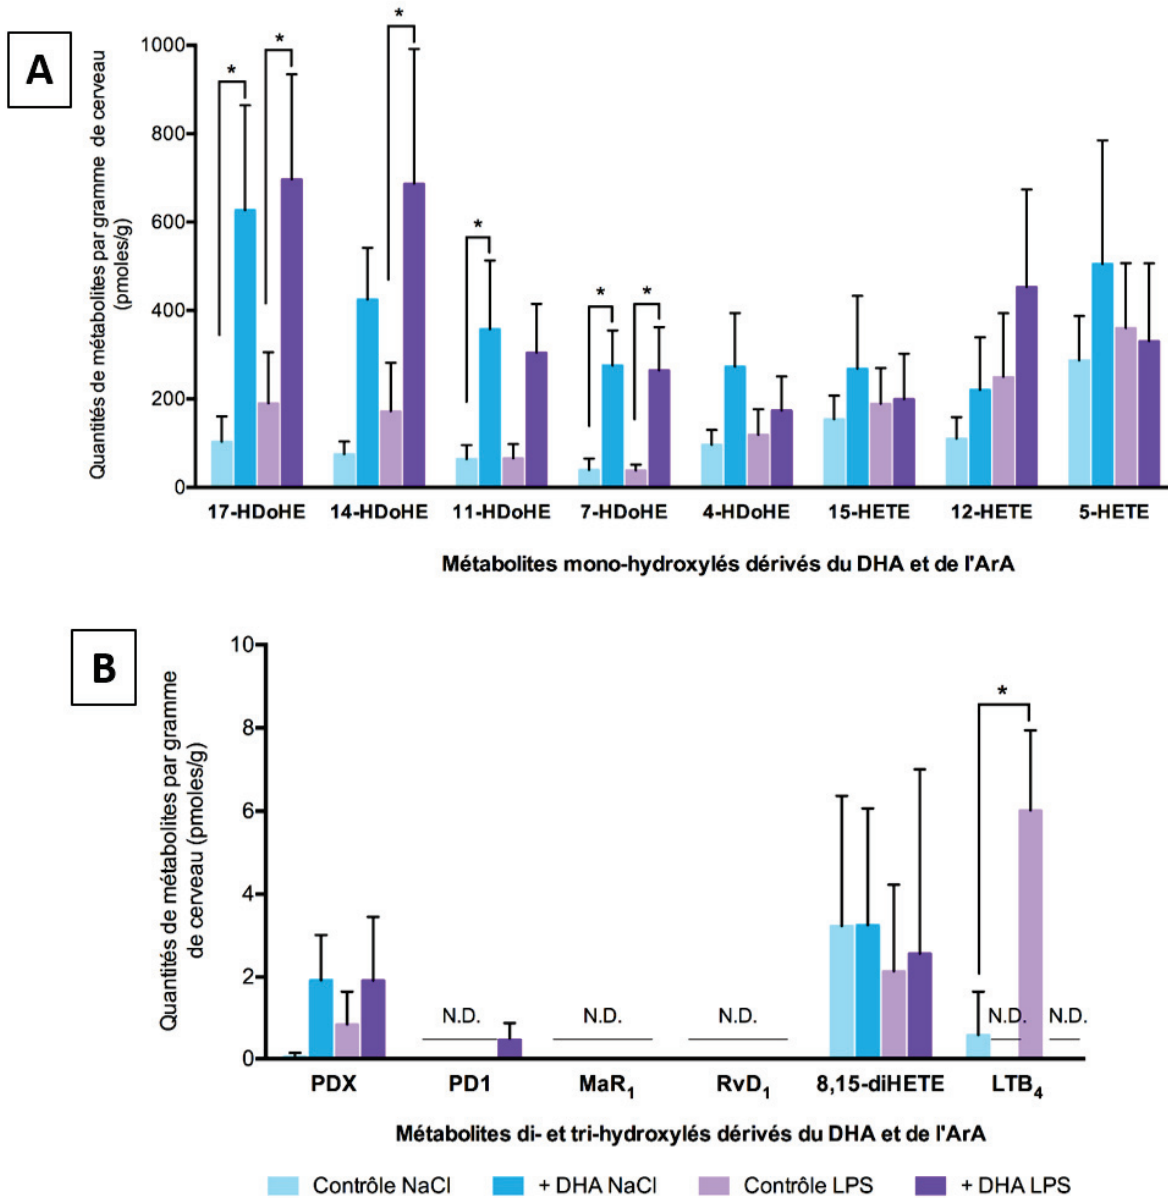 A
Quantités de métabolites par gramme de cerveau
(pmoles/g)
1000
800
600
400
200
0
* * * * * *
17-HDoHE 14-HDoHE 11-HDoHE 7-HDoHE 4-HDoHE 15-HETE 12-HETE 5-HETE
Métabolites mono-hydroxylés dérivés du DHA et de l'ArA
B
Quantités de métabolites par gramme
de cerveau (pmoles/g)
10
8
6
4
2
0
*
N.D. N.D. N.D. N.D. N.D.
PDX PD1 MaR₁ RvD₁ 8,15-diHETE LTB₄
Métabolites di- et tri-hydroxylés dérivés du DHA et de l'ArA
Contrôle NaCl + DHA NaCl Contrôle LPS + DHA LPS